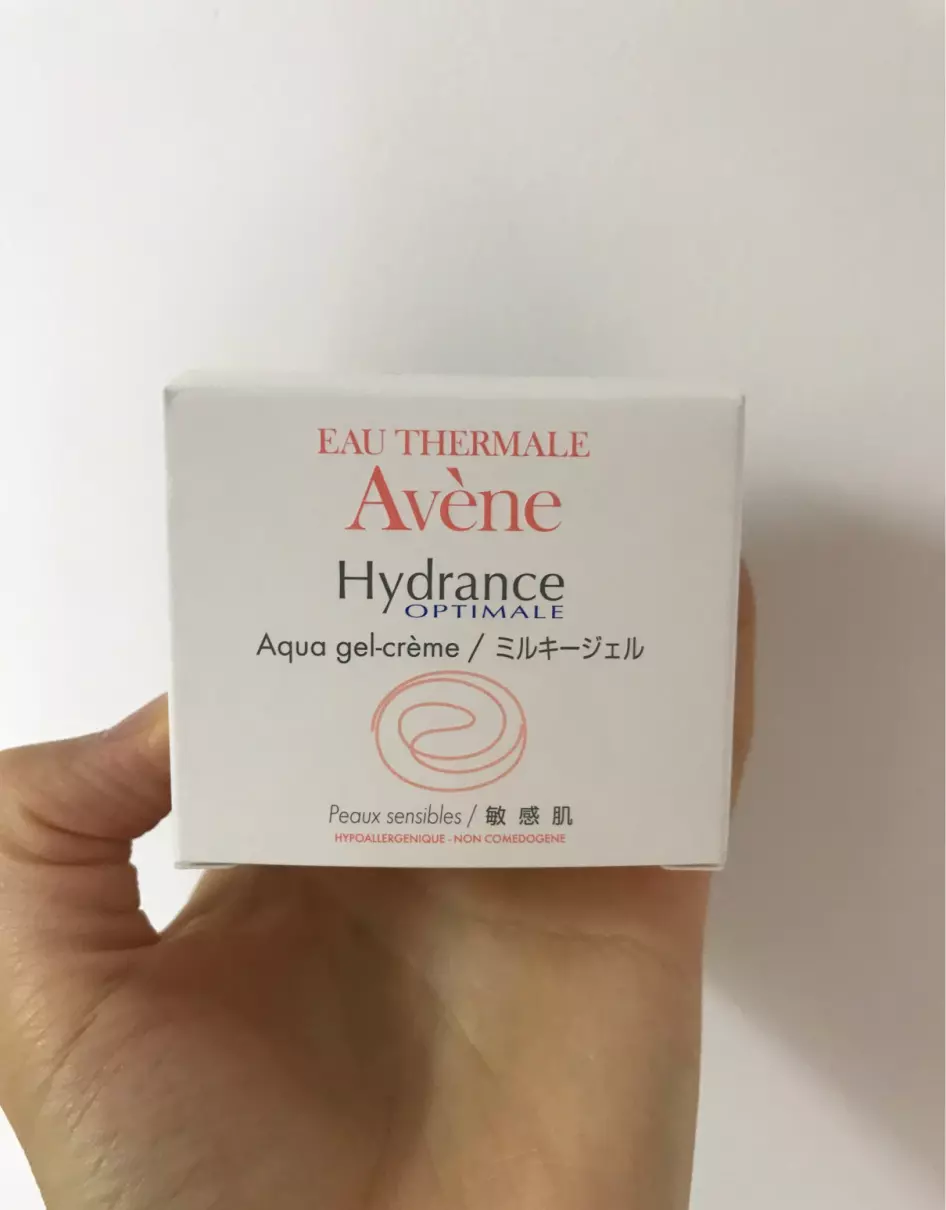 EAU THERMALE
Avène
Hydrance
OPTIMALE
Aqua gel-crème / ミルキージェル
Peaux sensibles / 敏 感 肌
HYPOALLERGENIQUE - NON COMEDOGENE